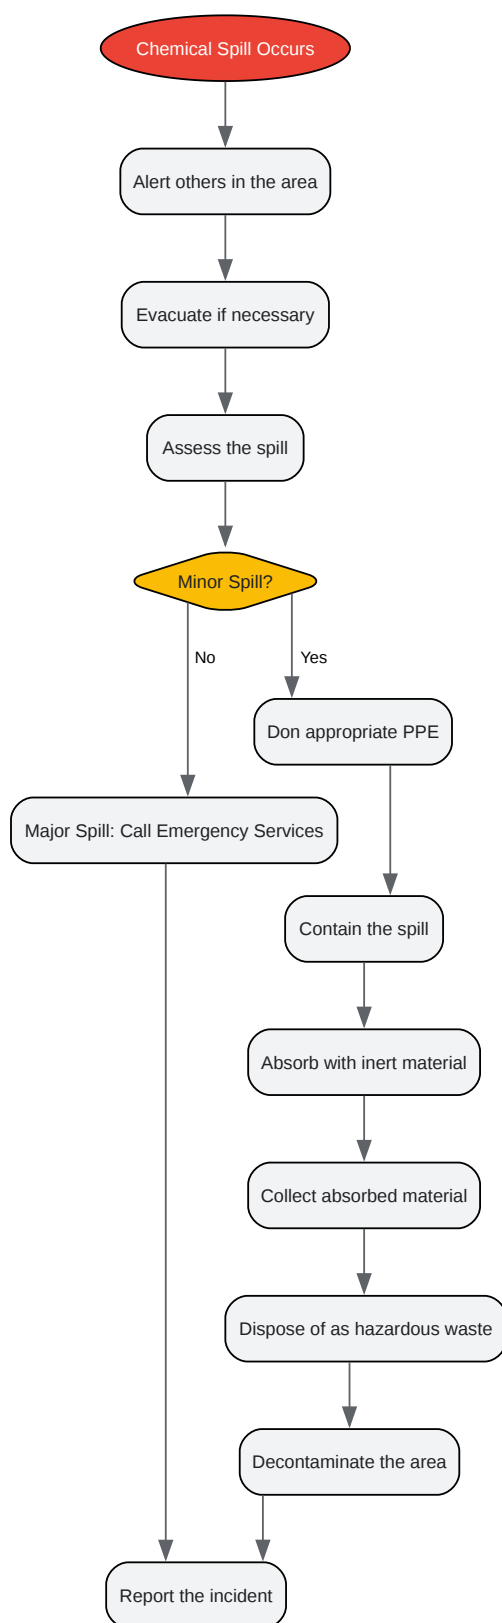 Chemical Spill Occurs
Alert others in the area
Evacuate if necessary
Assess the spill
Minor Spill?
No
Yes
Don appropriate PPE
Major Spill: Call Emergency Services
Contain the spill
Absorb with inert material
Collect absorbed material
Dispose of as hazardous waste
Decontaminate the area
Report the incident